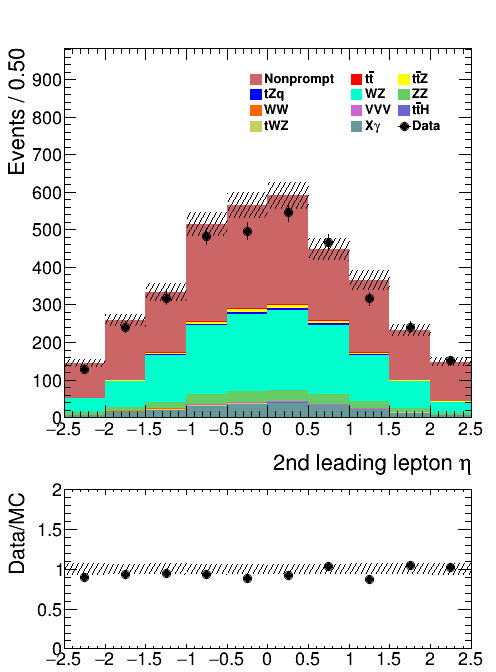 Events / 0.50
900
800
700
600
500
400
300
200
100
0
Nonprompt tt̄ tt̄Z
tZq WZ ZZ
WW VVV tt̄H
tWZ Xγ Data
−2.5 −2 −1.5 −1 −0.5 0 0.5 1 1.5 2 2.5
2nd leading lepton η
Data/MC
2
1.5
1
0.5
0
−2.5 −2 −1.5 −1 −0.5 0 0.5 1 1.5 2 2.5